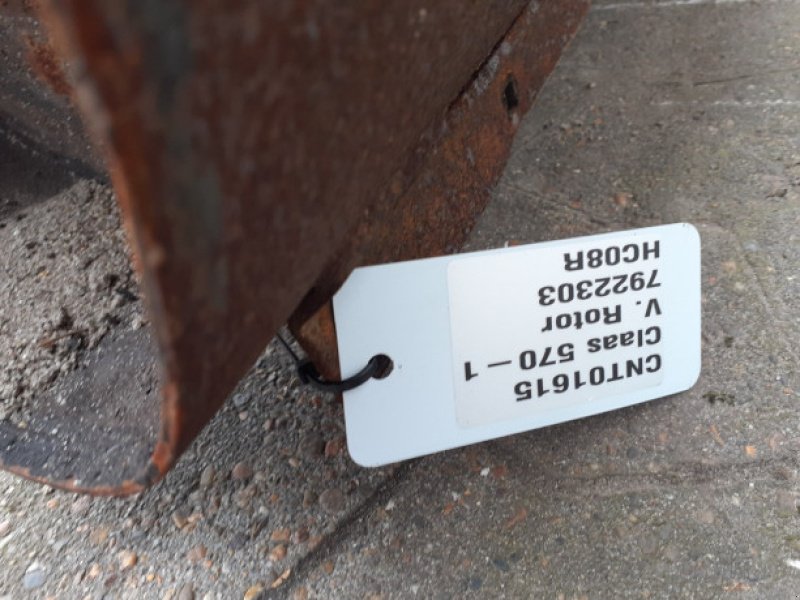 CNT01615
Claas 570 – 1
V. Rotor
7922303
HC08R